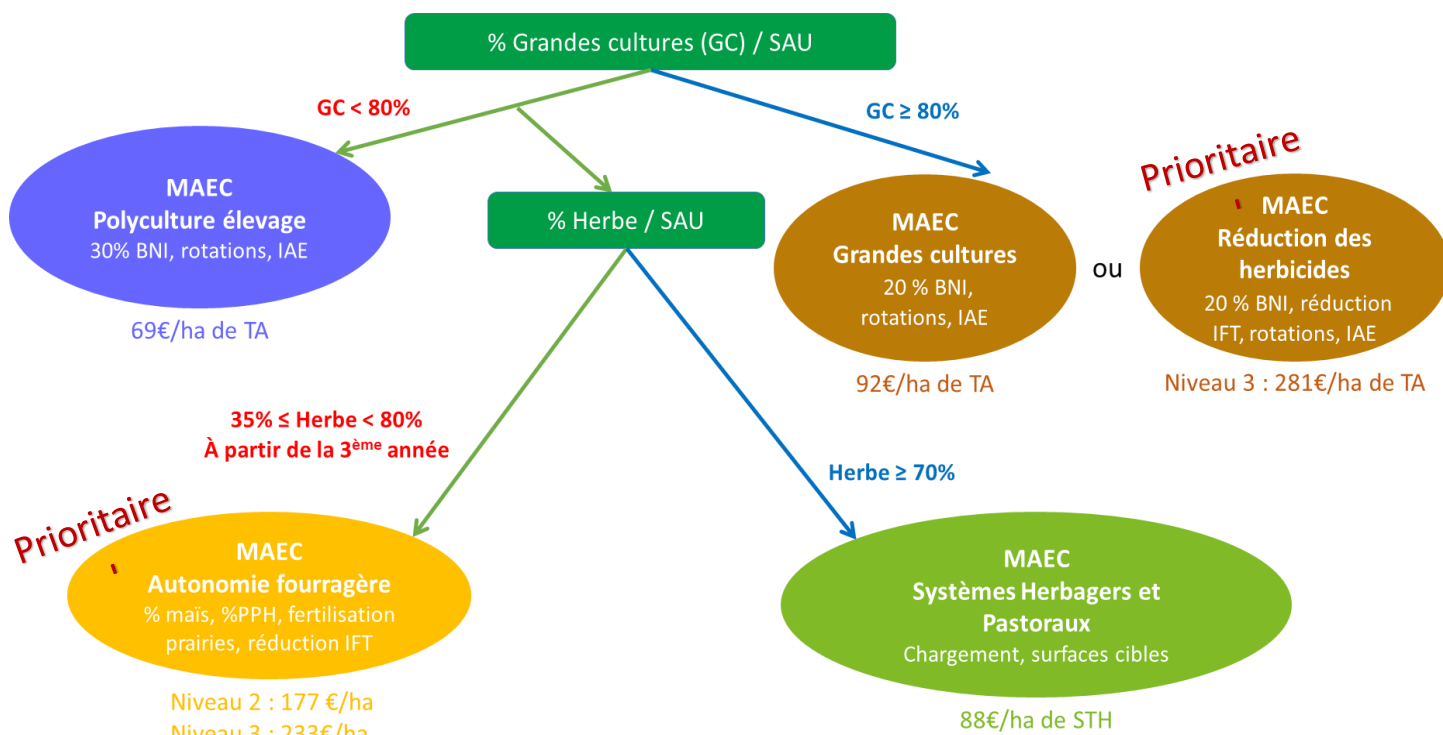 % Grandes cultures (GC) / SAU
GC < 80%
GC ≥ 80%
MAEC
Polyculture élevage
30% BNI, rotations, IAE
69€/ha de TA
% Herbe / SAU
MAEC
Grandes cultures
20 % BNI,
rotations, IAE
92€/ha de TA
ou
Prioritaire
MAEC
Réduction des
herbicides
20 % BNI, réduction
IFT, rotations, IAE
Niveau 3 : 281€/ha de TA
35% ≤ Herbe < 80%
À partir de la 3ème année
Herbe ≥ 70%
Prioritaire
MAEC
Autonomie fourragère
% maïs, %PPH, fertilisation
prairies, réduction IFT
Niveau 2 : 177 €/ha
Niveau 3 : 233€/ha
MAEC
Systèmes Herbagers et
Pastoraux
Chargement, surfaces cibles
88€/ha de STH